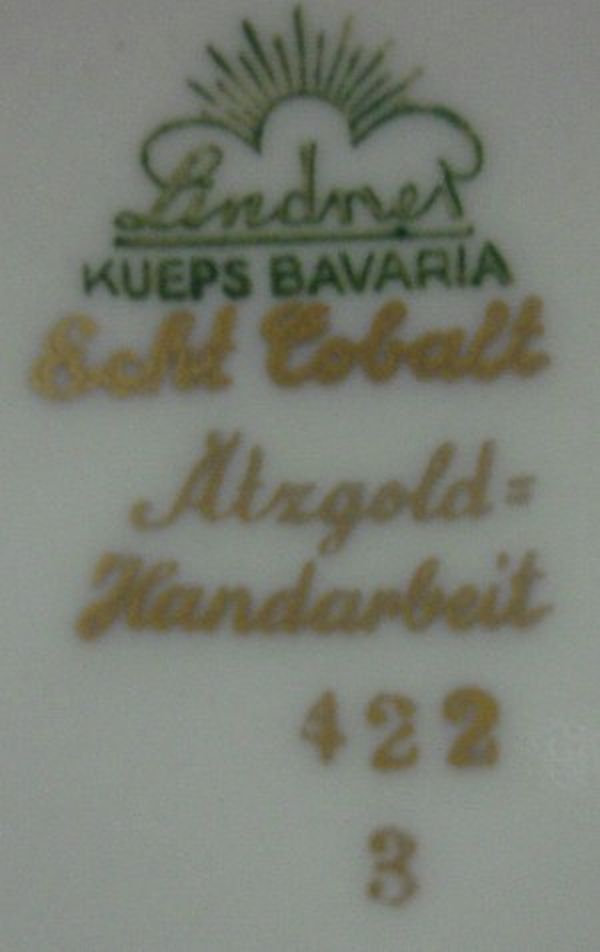 Lindner
KUEPS BAVARIA
Echt Cobalt
Ätzgold=
Handarbeit
422
3